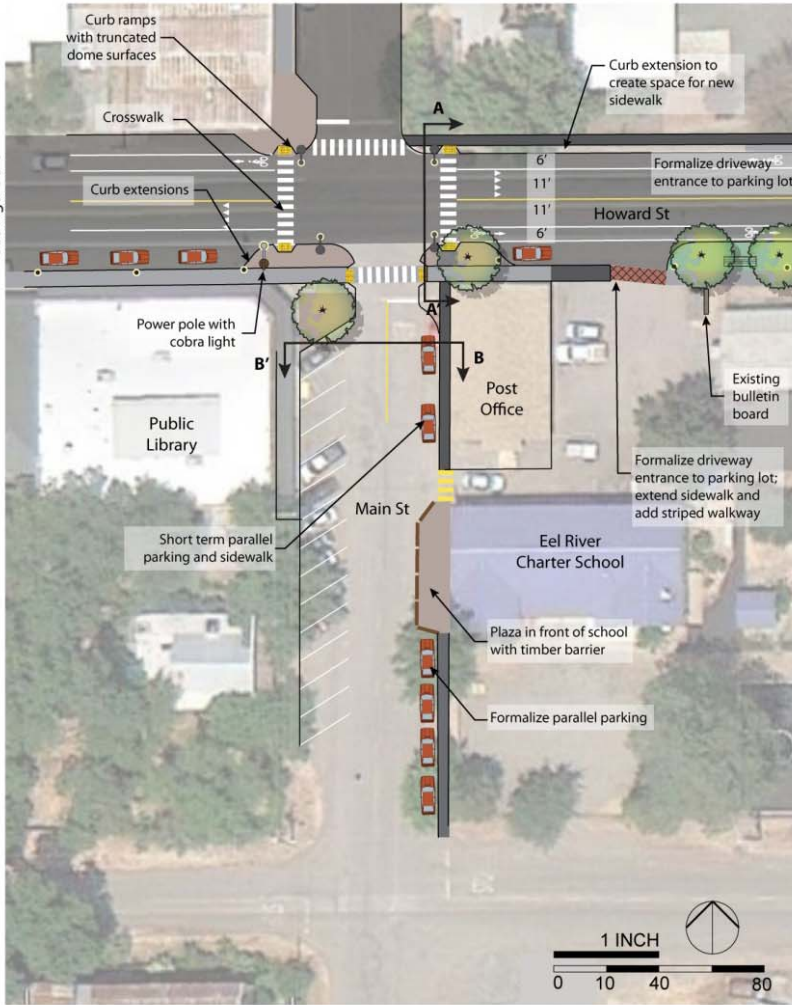 Curb ramps
with truncated
dome surfaces
Crosswalk
Curb extensions
A
Curb extension to
create space for new
sidewalk
6'
11'
11'
6'
Formalize driveway
entrance to parking lot
Howard St
Power pole with
cobra light
A'
B'
B
Public
Library
Post
Office
Existing
bulletin
board
Formalize driveway
entrance to parking lot;
extend sidewalk and
add striped walkway
Main St
Short term parallel
parking and sidewalk
Eel River
Charter School
Plaza in front of school
with timber barrier
Formalize parallel parking
1 INCH
0 10 40 80